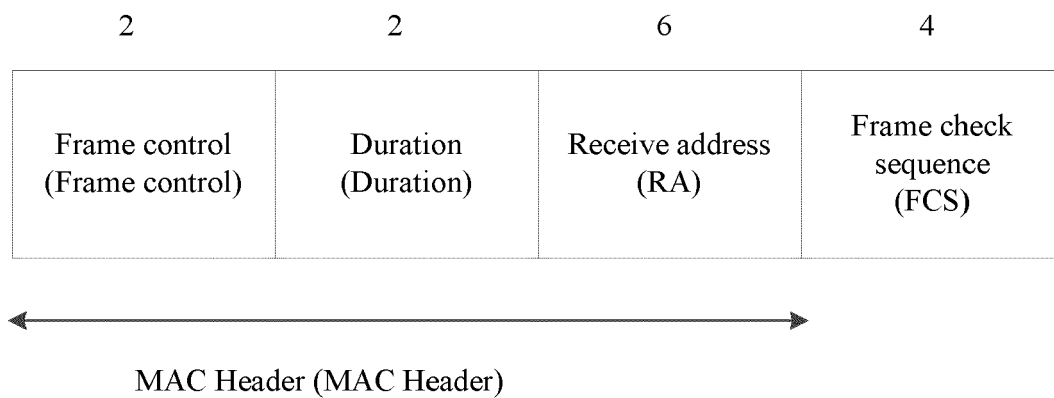 2 2 6 4
Frame control
(Frame control)
Duration
(Duration)
Receive address
(RA)
Frame check
sequence
(FCS)
MAC Header (MAC Header)